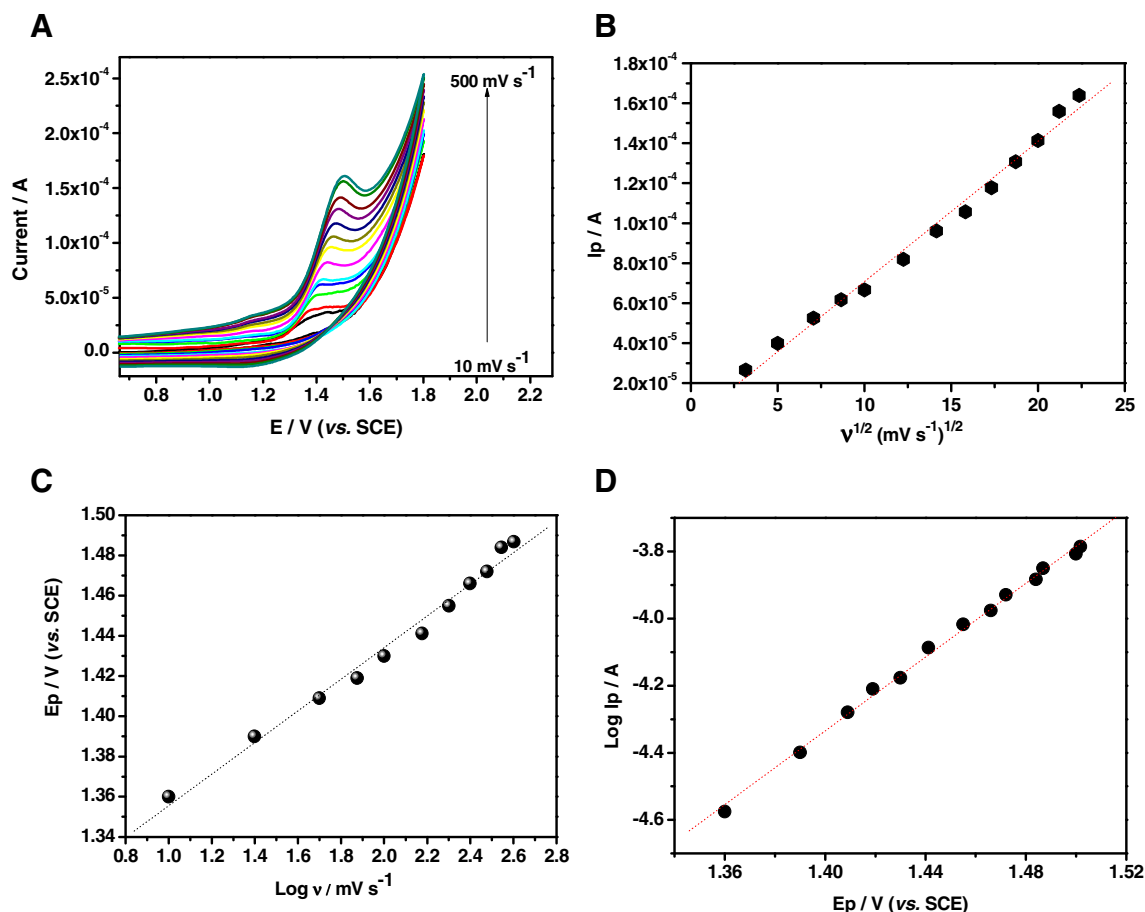 A
2.5x10⁻⁴
2.0x10⁻⁴
1.5x10⁻⁴
1.0x10⁻⁴
5.0x10⁻⁵
0.0
Current / A
500 mV s⁻¹
10 mV s⁻¹
0.8 1.0 1.2 1.4 1.6 1.8 2.0 2.2
E / V (vs. SCE)
B
1.8x10⁻⁴
1.6x10⁻⁴
1.4x10⁻⁴
1.2x10⁻⁴
1.0x10⁻⁴
8.0x10⁻⁵
6.0x10⁻⁵
4.0x10⁻⁵
2.0x10⁻⁵
Ip / A
0 5 10 15 20 25
ν¹/² (mV s⁻¹)¹/²
C
1.50
1.48
1.46
1.44
1.42
1.40
1.38
1.36
1.34
Ep / V (vs. SCE)
0.8 1.0 1.2 1.4 1.6 1.8 2.0 2.2 2.4 2.6 2.8
Log ν / mV s⁻¹
D
-3.8
-4.0
-4.2
-4.4
-4.6
Log Ip / A
1.36 1.40 1.44 1.48 1.52
Ep / V (vs. SCE)